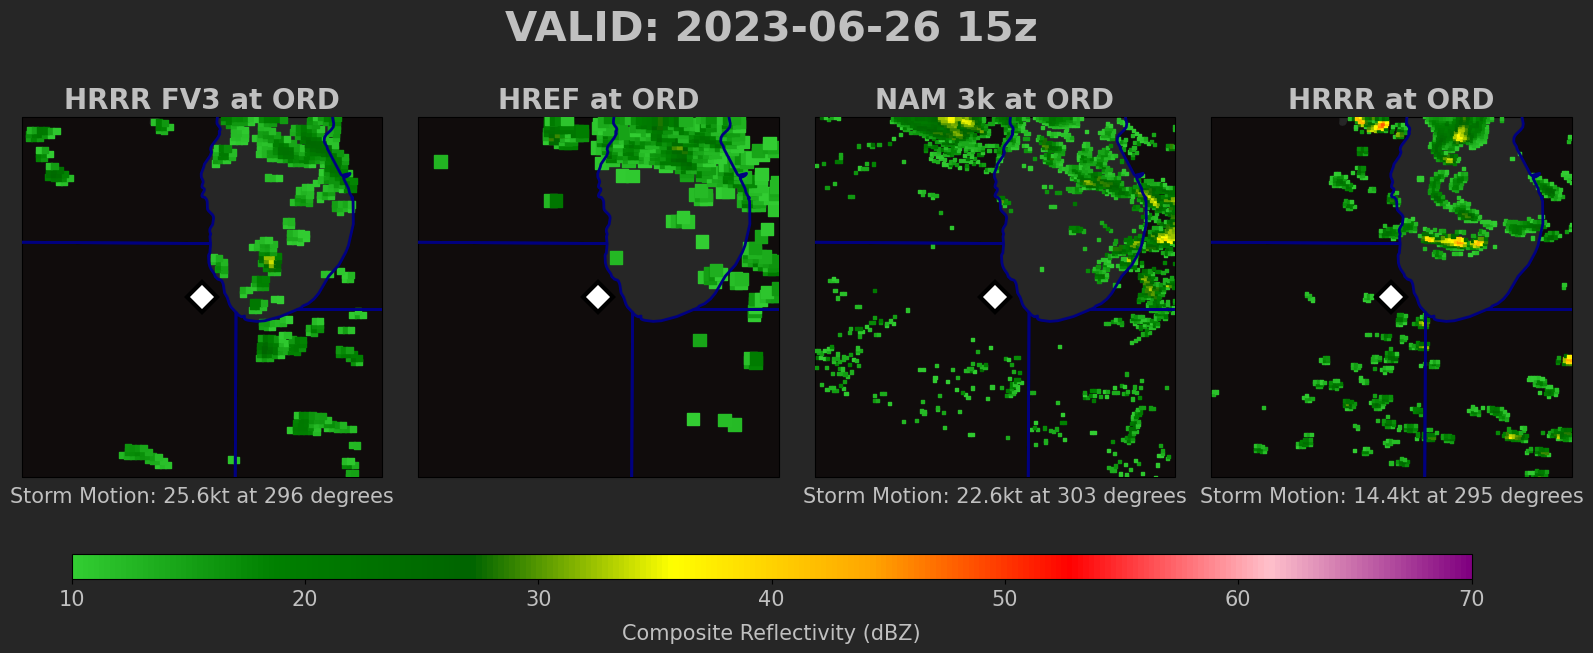 VALID: 2023-06-26 15z
HRRR FV3 at ORD
HREF at ORD
NAM 3k at ORD
HRRR at ORD
Storm Motion: 25.6kt at 296 degrees
Storm Motion: 22.6kt at 303 degrees
Storm Motion: 14.4kt at 295 degrees
10 20 30 40 50 60 70
Composite Reflectivity (dBZ)